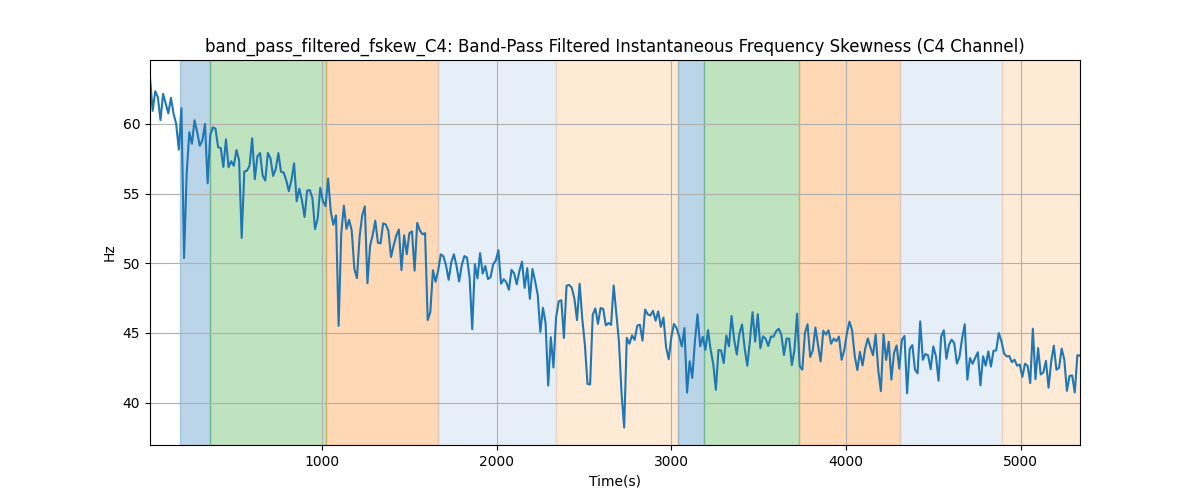 band_pass_filtered_fskew_C4: Band-Pass Filtered Instantaneous Frequency Skewness (C4 Channel)
60
55
50
45
40
Hz
1000 2000 3000 4000 5000
Time(s)